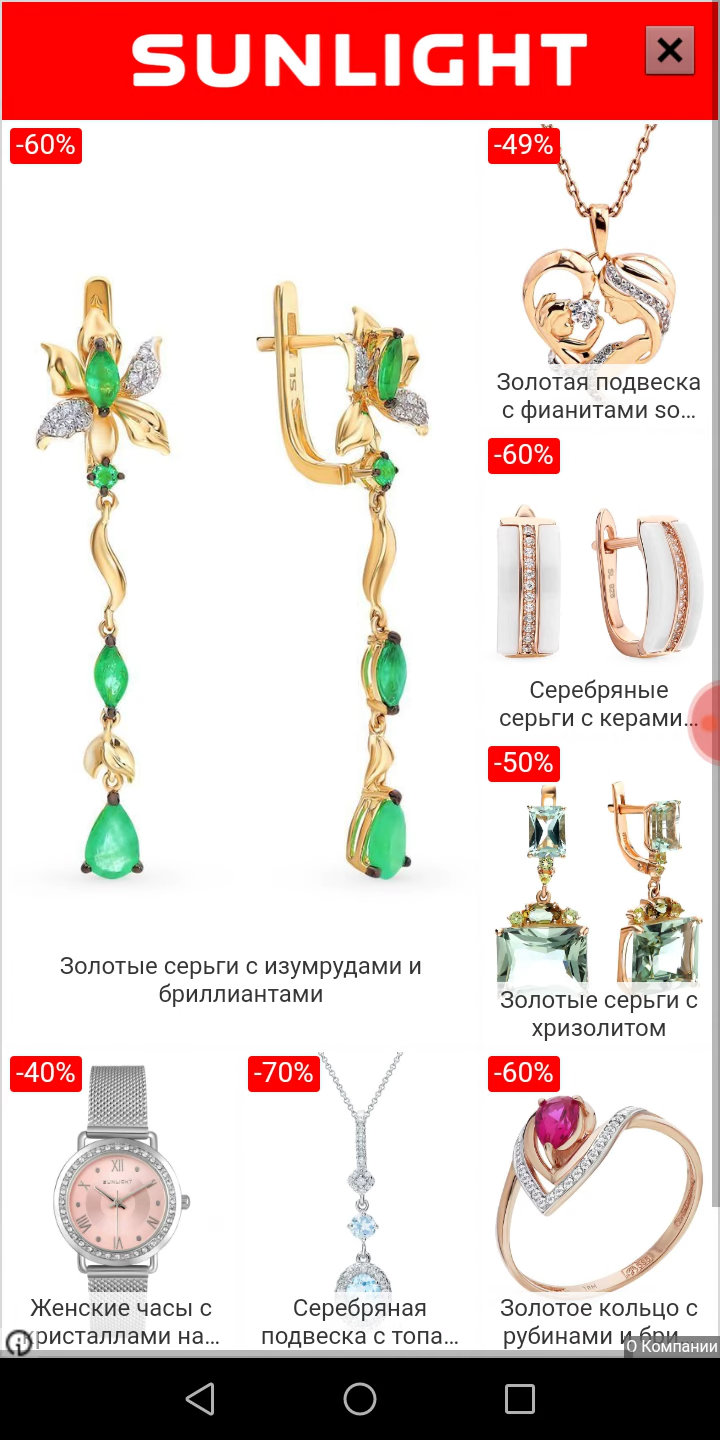 SUNLIGHT
-60%
Золотые серьги с изумрудами и
бриллиантами
-49%
Золотая подвеска
с фианитами so...
-60%
Серебряные
серьги с керами...
-50%
Золотые серьги с
хризолитом
-40%
SUNLIGHT
Женские часы с
кристаллами на...
-70%
Серебряная
подвеска с топа...
-60%
Золотое кольцо с
рубинами и бри...
О Компании